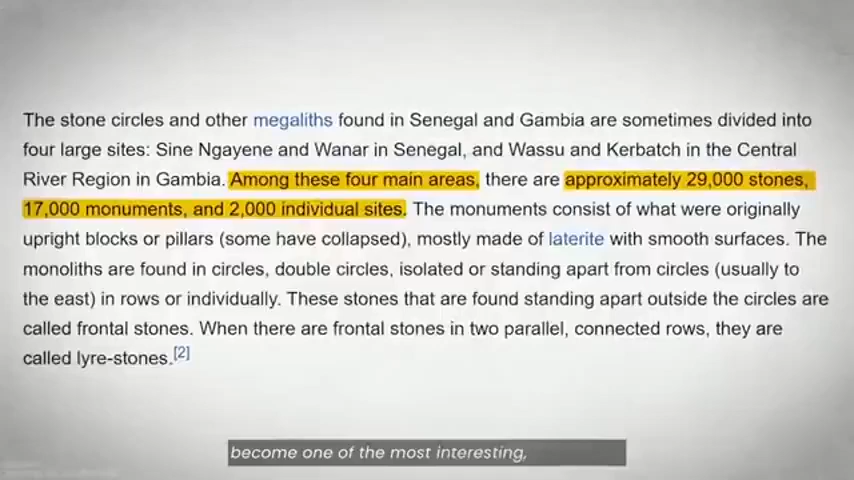 The stone circles and other megaliths found in Senegal and Gambia are sometimes divided into
four large sites: Sine Ngayene and Wanar in Senegal, and Wassu and Kerbatch in the Central
River Region in Gambia. Among these four main areas, there are approximately 29,000 stones,
17,000 monuments, and 2,000 individual sites. The monuments consist of what were originally
upright blocks or pillars (some have collapsed), mostly made of laterite with smooth surfaces. The
monoliths are found in circles, double circles, isolated or standing apart from circles (usually to
the east) in rows or individually. These stones that are found standing apart outside the circles are
called frontal stones. When there are frontal stones in two parallel, connected rows, they are
called lyre-stones.[2]
become one of the most interesting,